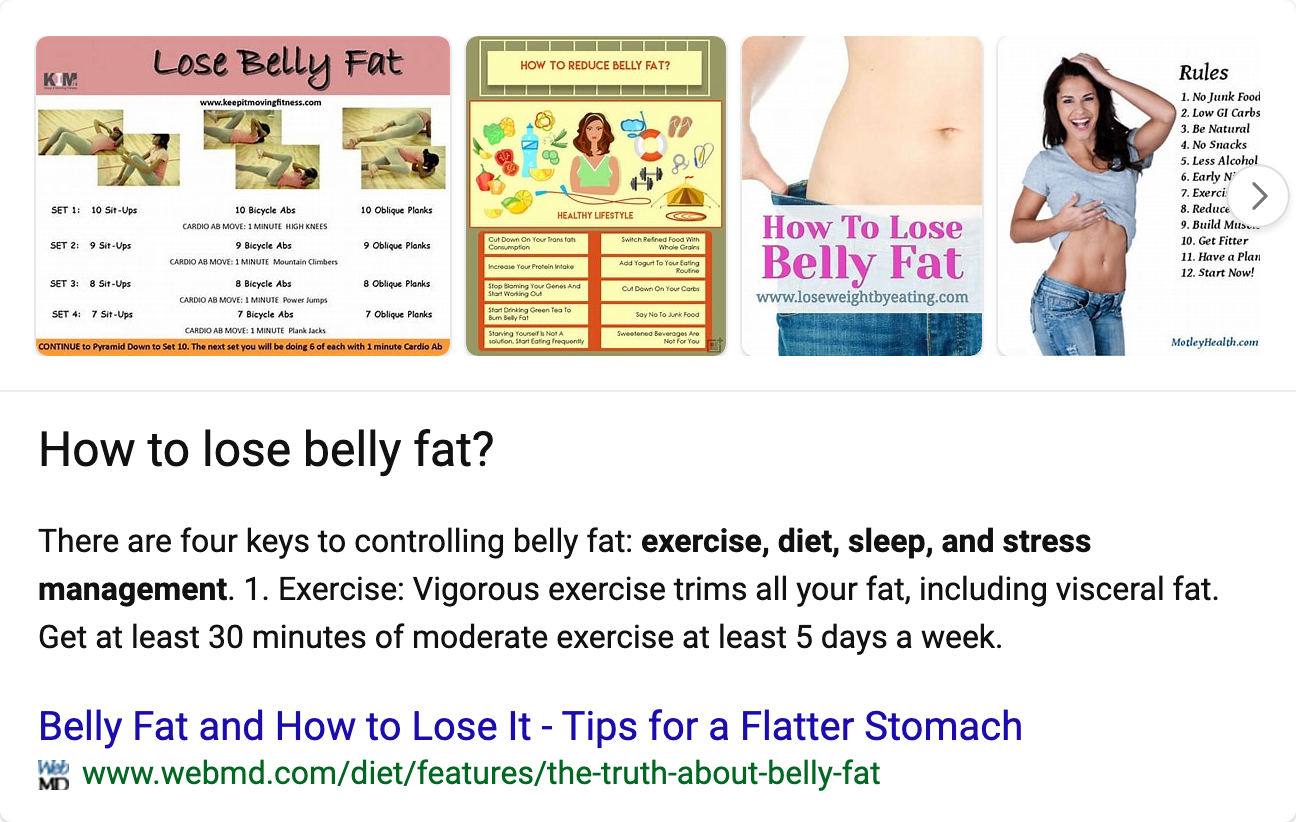 Lose Belly Fat
KIM
www.keepitmovingfitness.com
SET 1: 10 Sit-Ups 10 Bicycle Abs 10 Oblique Planks
CARDIO AB MOVE: 1 MINUTE HIGH KNEES
SET 2: 9 Sit-Ups 9 Bicycle Abs 9 Oblique Planks
CARDIO AB MOVE: 1 MINUTE Mountain Climbers
SET 3: 8 Sit-Ups 8 Bicycle Abs 8 Oblique Planks
CARDIO AB MOVE: 1 MINUTE Power Jumps
SET 4: 7 Sit-Ups 7 Bicycle Abs 7 Oblique Planks
CARDIO AB MOVE: 1 MINUTE Plank Jacks
CONTINUE to Pyramid Down to Set 10. The next set you will be doing 6 of each with 1 minute Cardio Ab
HOW TO REDUCE BELLY FAT?
HEALTHY LIFESTYLE
Cut Down On Your Trans fats
Consumption
Increase Your Protein Intake
Stop Blaming Your Genes And
Start Working Out
Start Drinking Green Tea To
Burn Belly Fat
Starving Yourself Is Not A
solution, Start Eating Frequently
Switch Refined Food With
Whole Grains
Add Yogurt To Your Eating
Routine
Cut Down On Your Carbs
Say No To Junk Food
Sweetened Beverages Are
Not For You
How To Lose
Belly Fat
www.loseweightbyeating.com
Rules
1. No Junk Food
2. Low GI Carbs
3. Be Natural
4. No Snacks
5. Less Alcohol
6. Early
7.
8. Reduce
9. Build
10. Get Fitter
11. Have a Plan
12. Start Now!
MotleyHealth.com
How to lose belly fat?
There are four keys to controlling belly fat: exercise, diet, sleep, and stress
management. 1. Exercise: Vigorous exercise trims all your fat, including visceral fat.
Get at least 30 minutes of moderate exercise at least 5 days a week.
Belly Fat and How to Lose It - Tips for a Flatter Stomach
Web
MD
www.webmd.com/diet/features/the-truth-about-belly-fat